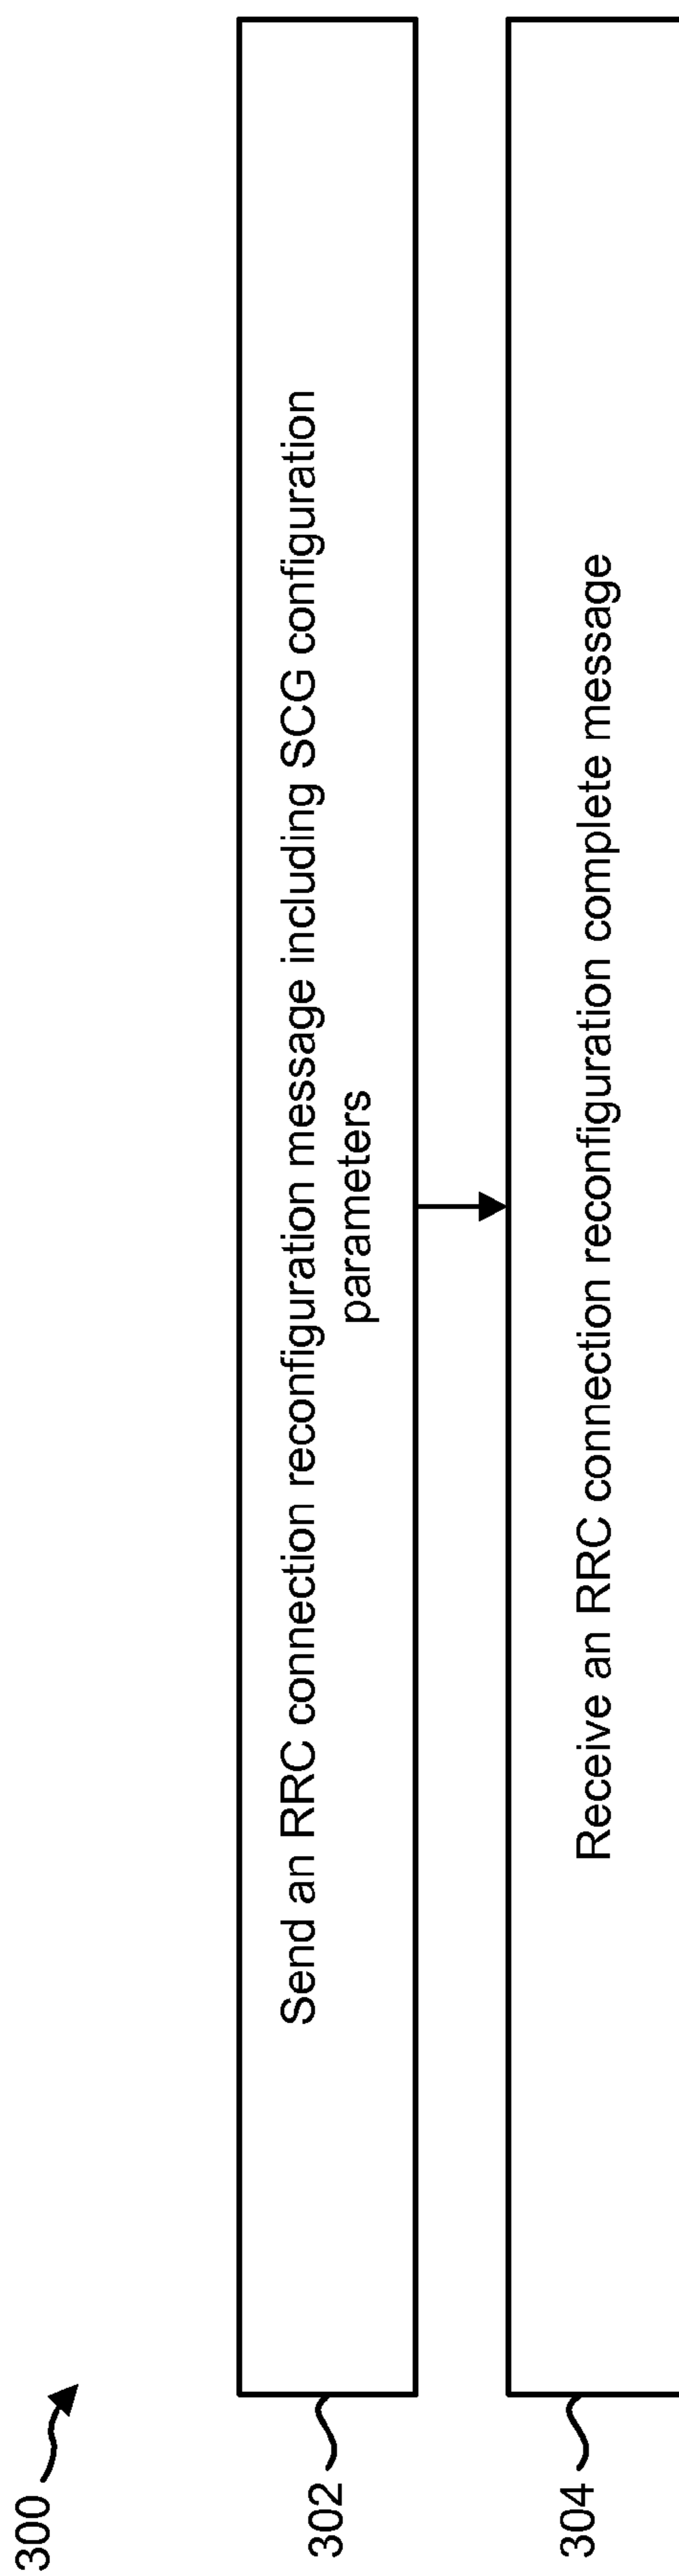 300
302
Send an RRC connection reconfiguration message including SCG configuration
parameters
304
Receive an RRC connection reconfiguration complete message